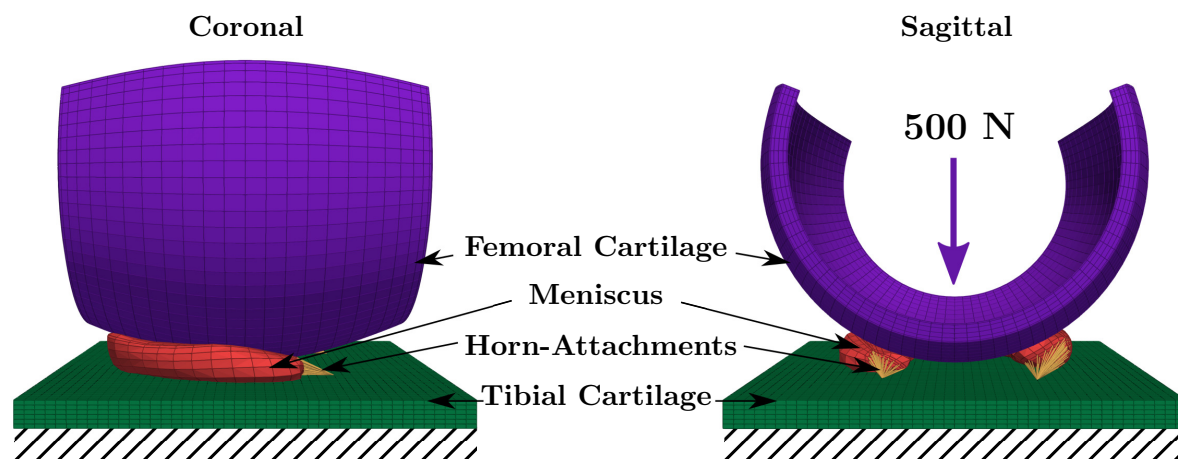 Coronal
Sagittal
500 N
Femoral Cartilage
Meniscus
Horn-Attachments
Tibial Cartilage